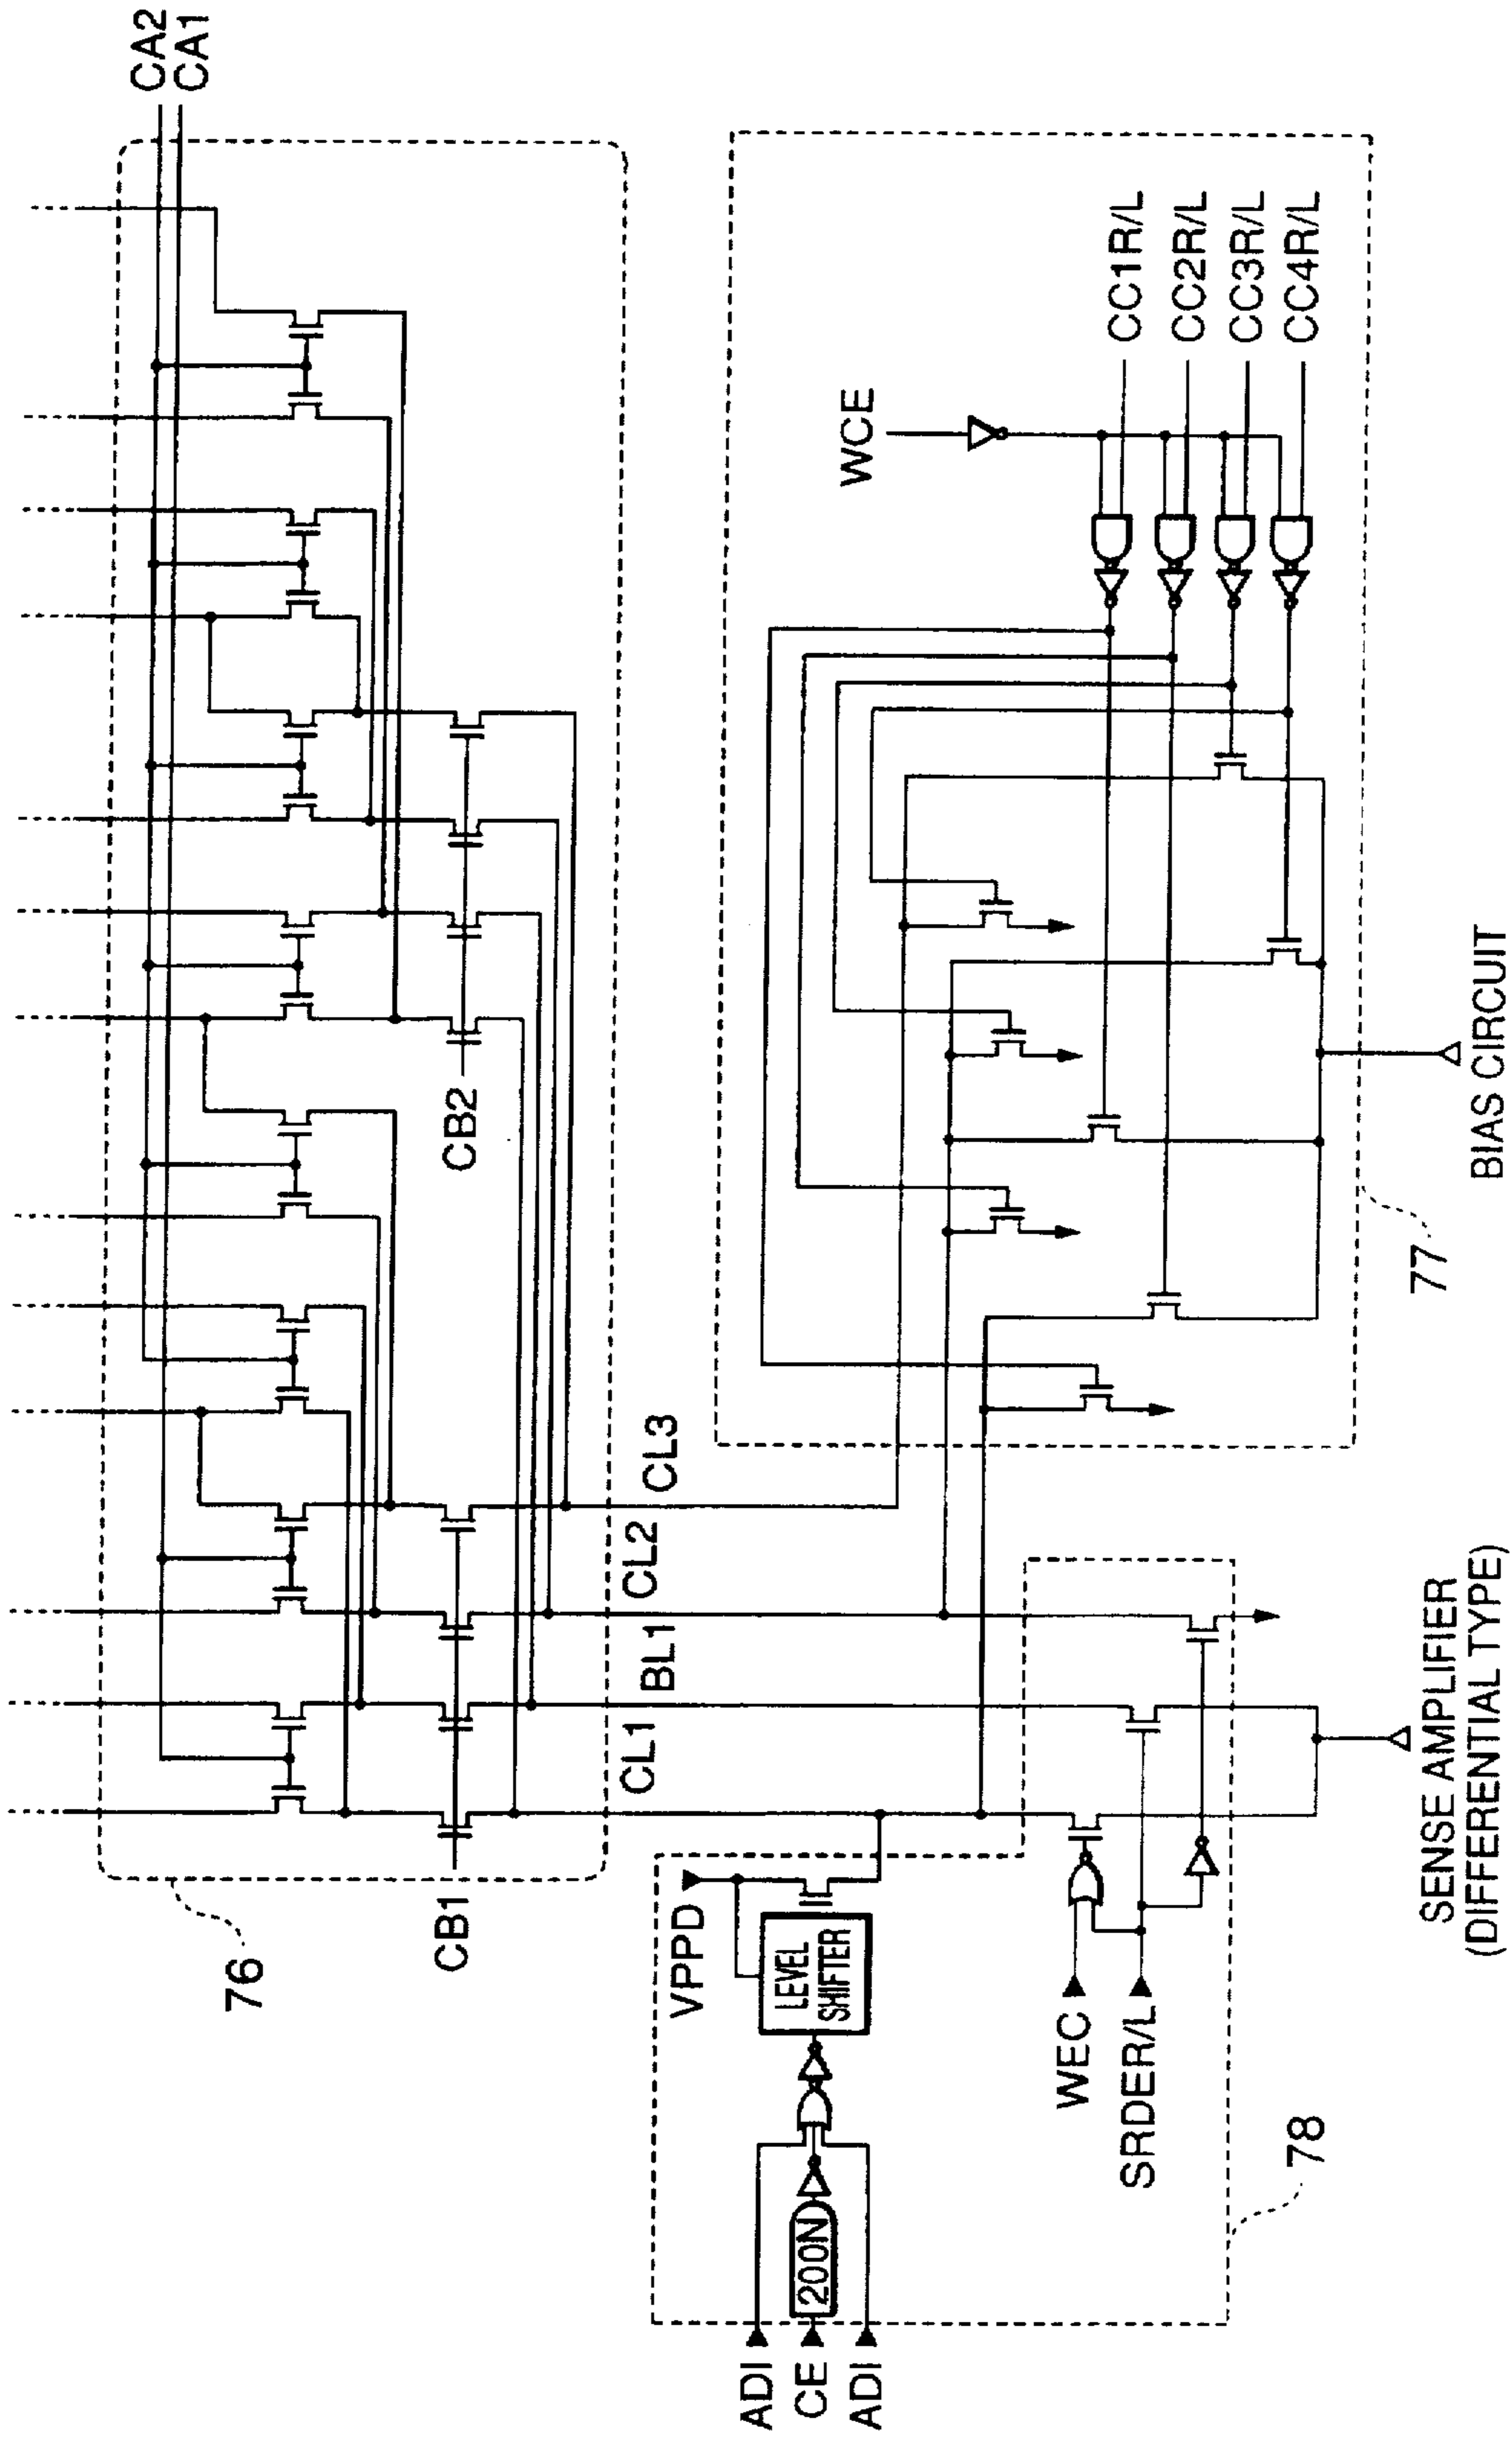 CA2
CA1
76
CB1
CB2
CL1
BL1
CL2
CL3
VPPD
LEVEL
SHIFTER
ADI
CE
200N
ADI
WEC
SRDER/L
78
WCE
CC1R/L
CC2R/L
CC3R/L
CC4R/L
77
SENSE AMPLIFIER
(DIFFERENTIAL TYPE)
BIAS CIRCUIT